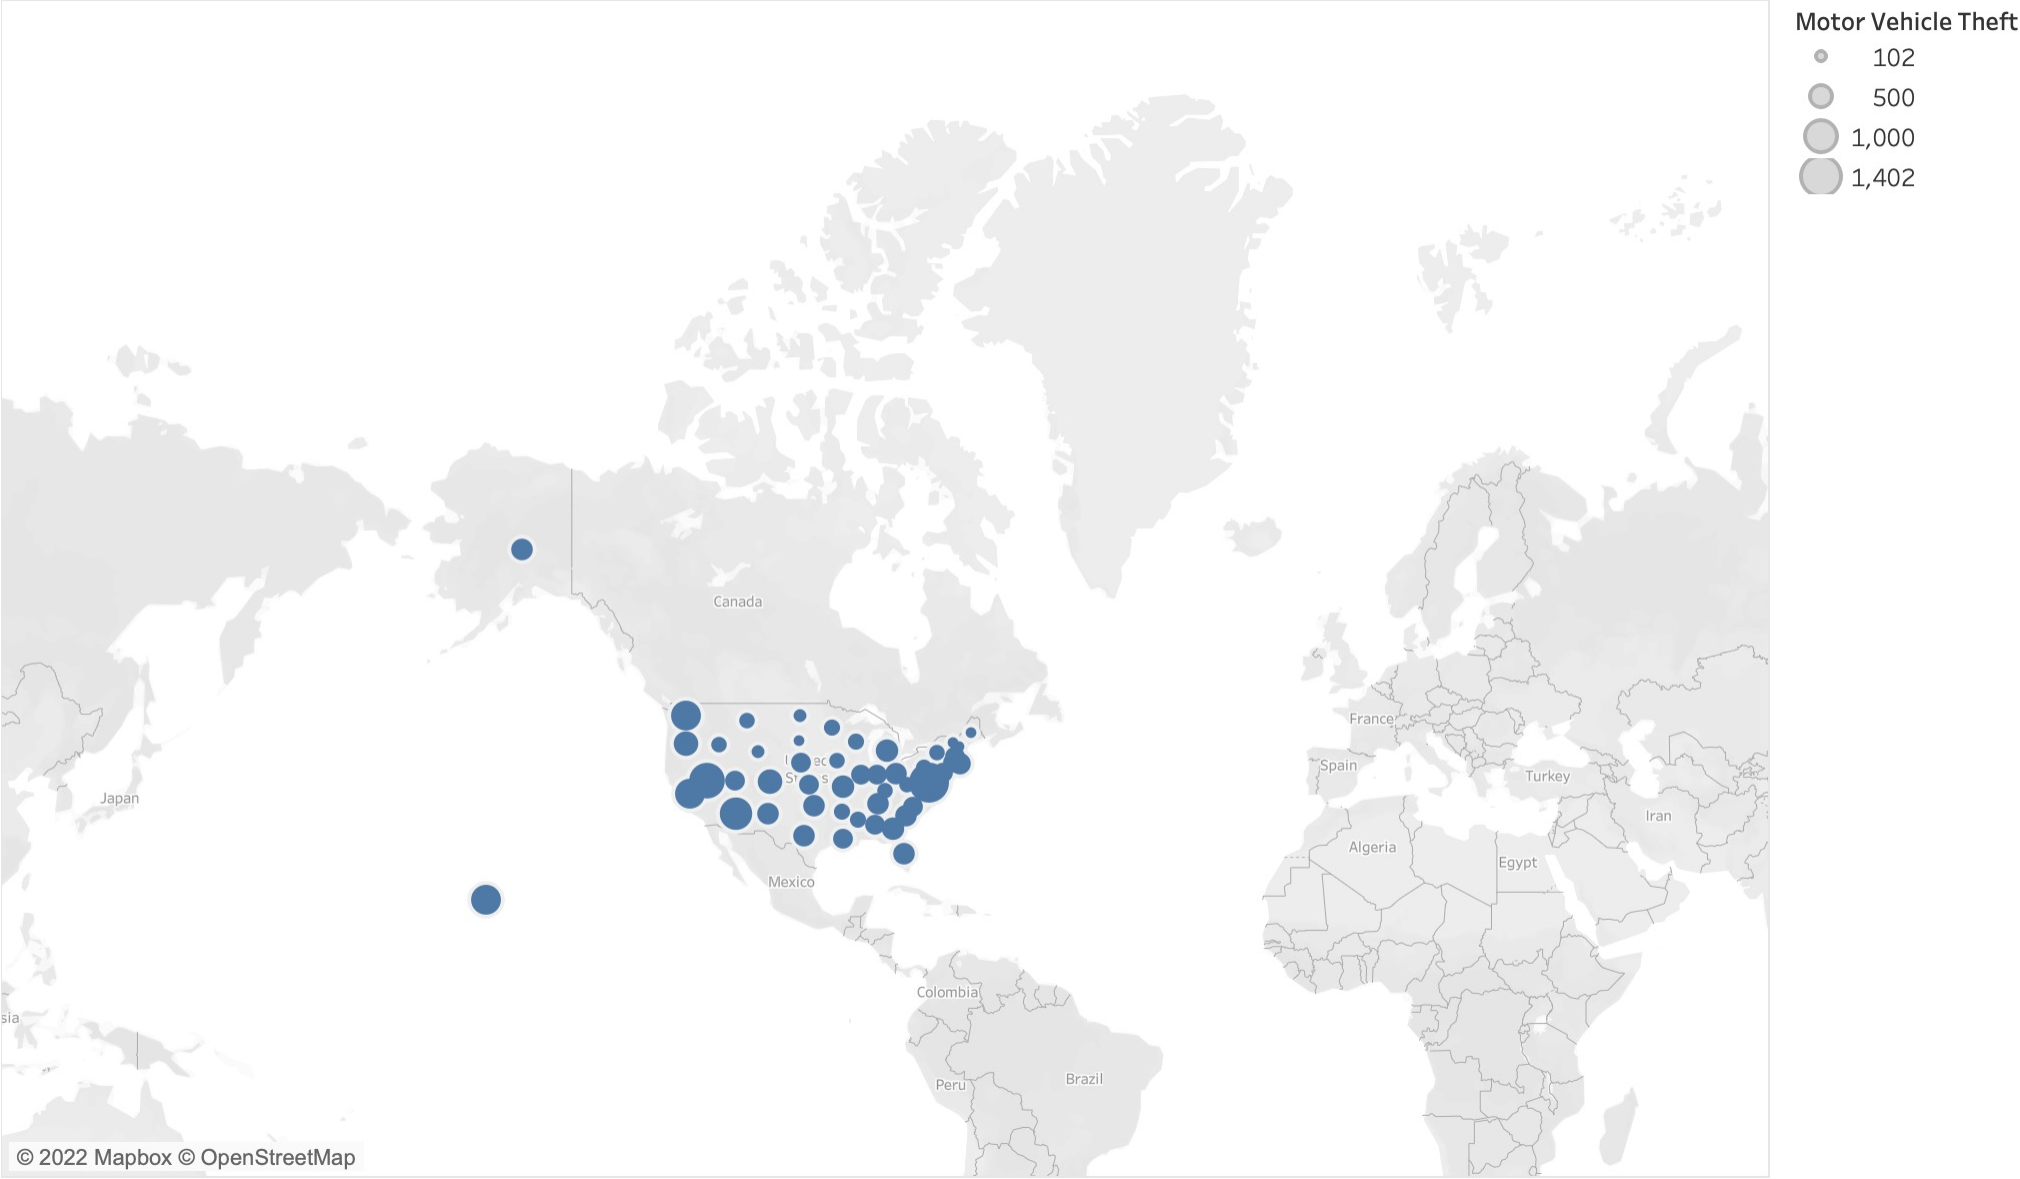 Motor Vehicle Theft
102
500
1,000
1,402
Canada
France
Spain
Turkey
Japan
Iran
Algeria
Egypt
Mexico
Colombia
sia
Brazil
Peru
© 2022 Mapbox © OpenStreetMap